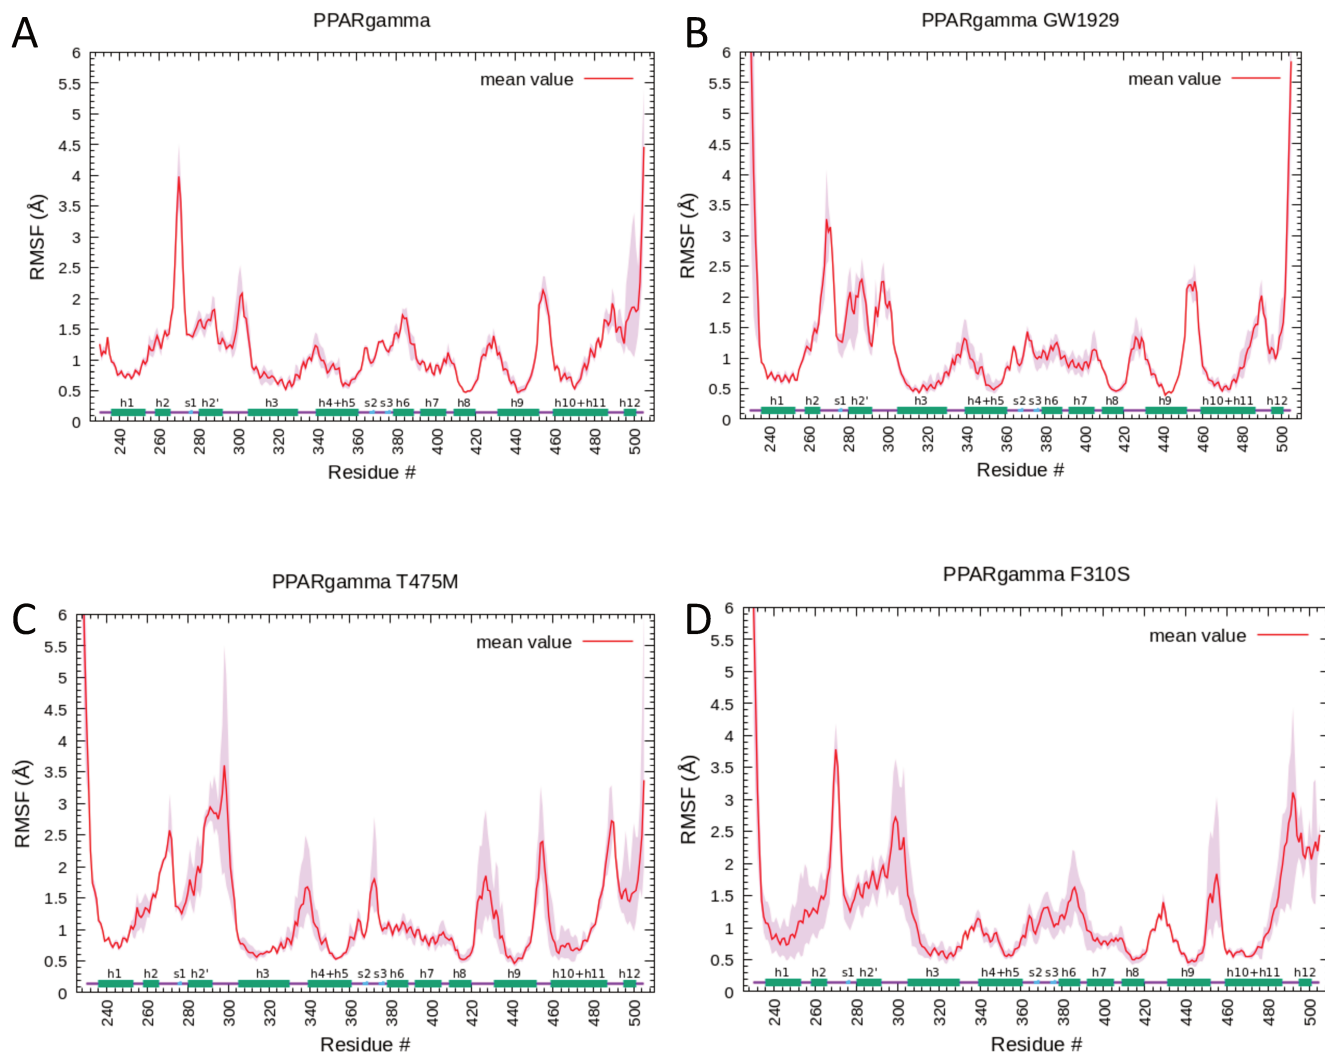 A
PPARgamma
mean value
RMSF (Å)
6
5.5
5
4.5
4
3.5
3
2.5
2
1.5
1
0.5
0
h1 h2 s1 h2' h3 h4+h5 s2 s3 h6 h7 h8 h9 h10+h11 h12
240 260 280 300 320 340 360 380 400 420 440 460 480 500
Residue #
B
PPARgamma GW1929
mean value
RMSF (Å)
6
5.5
5
4.5
4
3.5
3
2.5
2
1.5
1
0.5
0
h1 h2 s1 h2' h3 h4+h5 s2 s3 h6 h7 h8 h9 h10+h11 h12
240 260 280 300 320 340 360 380 400 420 440 460 480 500
Residue #
C
PPARgamma T475M
mean value
RMSF (Å)
6
5.5
5
4.5
4
3.5
3
2.5
2
1.5
1
0.5
0
h1 h2 s1 h2' h3 h4+h5 s2 s3 h6 h7 h8 h9 h10+h11 h12
240 260 280 300 320 340 360 380 400 420 440 460 480 500
Residue #
D
PPARgamma F310S
mean value
RMSF (Å)
6
5.5
5
4.5
4
3.5
3
2.5
2
1.5
1
0.5
0
h1 h2 s1 h2' h3 h4+h5 s2 s3 h6 h7 h8 h9 h10+h11 h12
240 260 280 300 320 340 360 380 400 420 440 460 480 500
Residue #